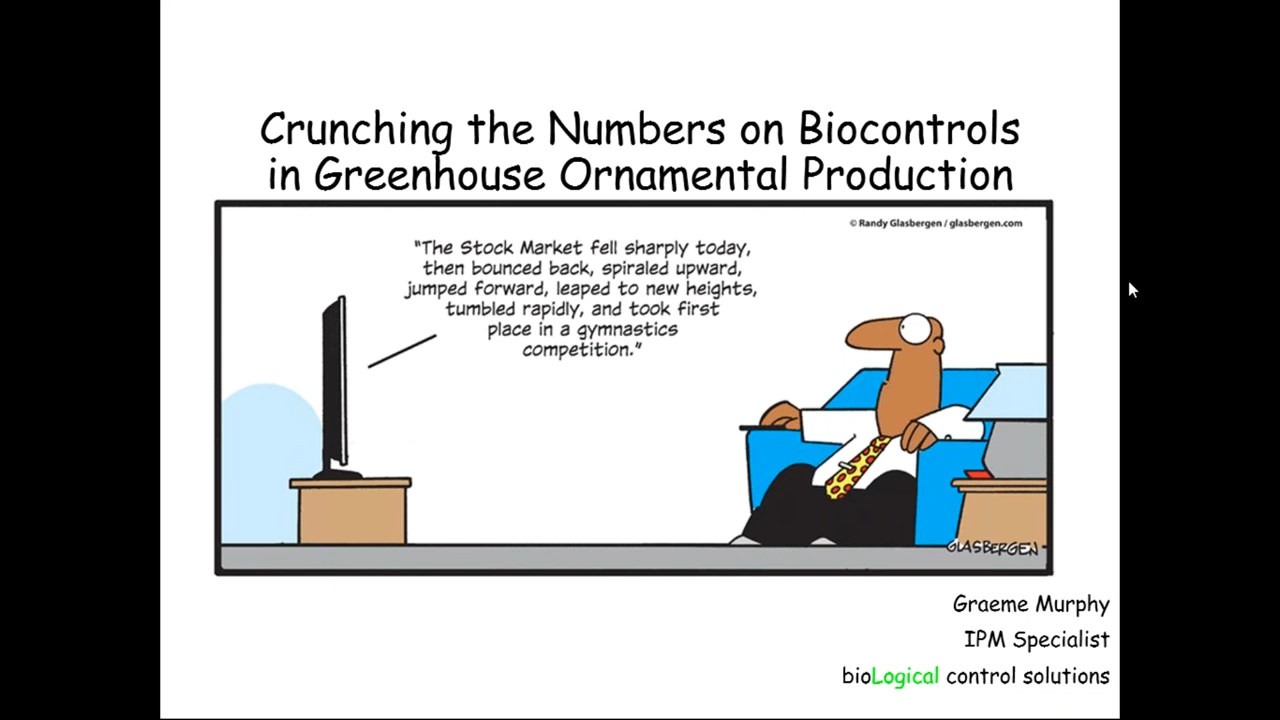 Crunching the Numbers on Biocontrols
in Greenhouse Ornamental Production
© Randy Glasbergen / glasbergen.com
"The Stock Market fell sharply today,
then bounced back, spiraled upward,
jumped forward, leaped to new heights,
tumbled rapidly, and took first
place in a gymnastics
competition."
GLASBERGEN
Graeme Murphy
IPM Specialist
bioLogical control solutions